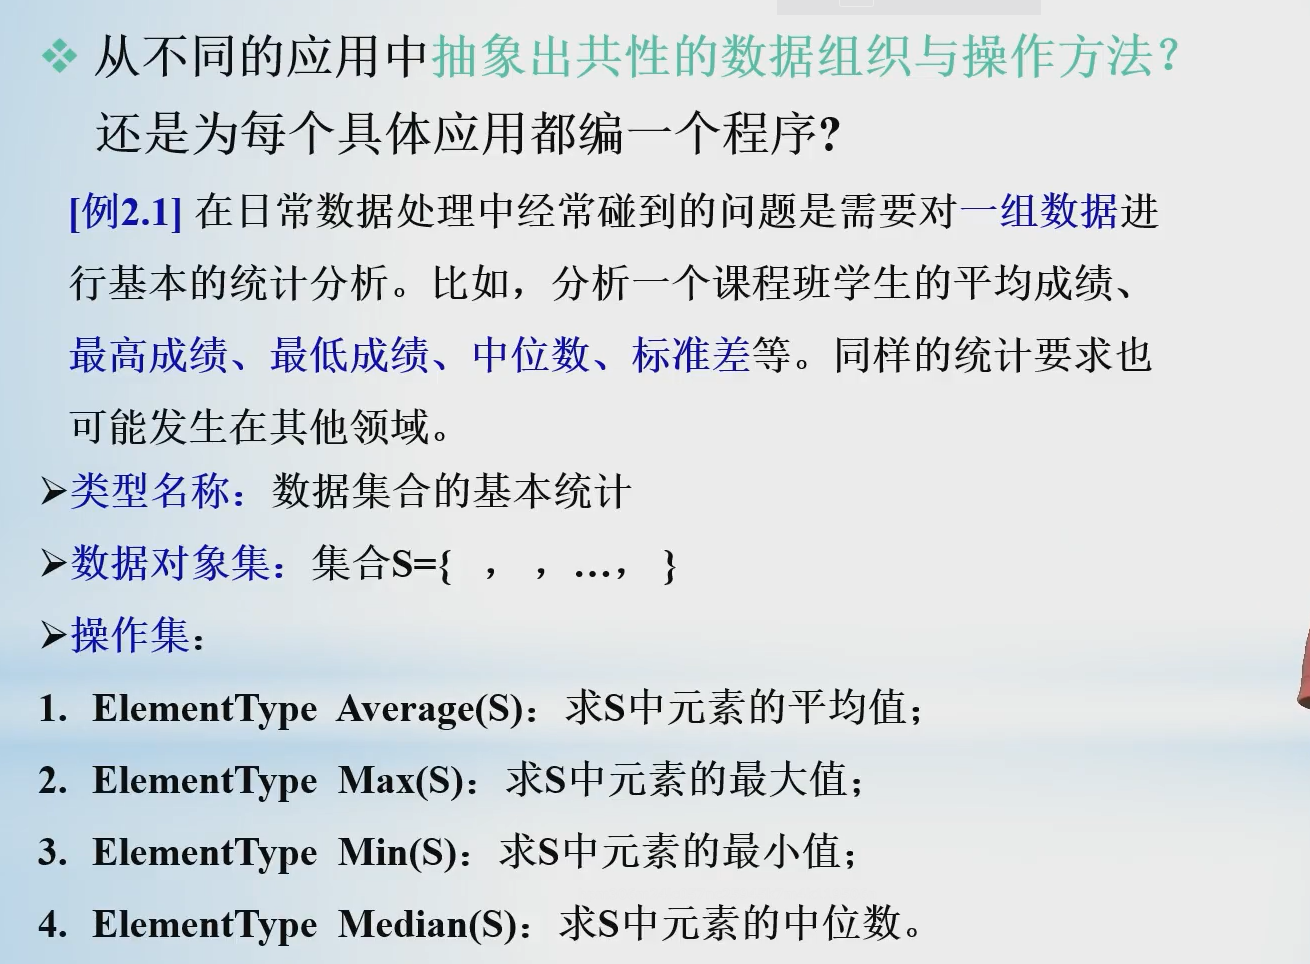 从不同的应用中抽象出共性的数据组织与操作方法？
还是为每个具体应用都编一个程序?
[例2.1] 在日常数据处理中经常碰到的问题是需要对一组数据进
行基本的统计分析。比如，分析一个课程班学生的平均成绩、
最高成绩、最低成绩、中位数、标准差等。同样的统计要求也
可能发生在其他领域。
➢类型名称：数据集合的基本统计
➢数据对象集：集合S={ ， ，…， }
➢操作集：
1. ElementType Average(S)：求S中元素的平均值；
2. ElementType Max(S)：求S中元素的最大值；
3. ElementType Min(S)：求S中元素的最小值；
4. ElementType Median(S)：求S中元素的中位数。